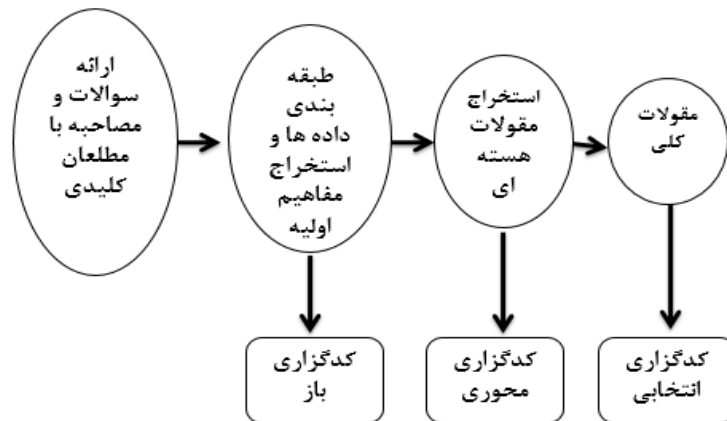 ارائه
سوالات و
مصاحبه با
مطلعان
کلیدی
طبقه
بندی
داده ها و
استخراج
مفاهیم
اولیه
استخراج
مقولات
هسته
ای
مقولات
کلی
کدگزاری
باز
کدگزاری
محوری
کدگزاری
انتخابی